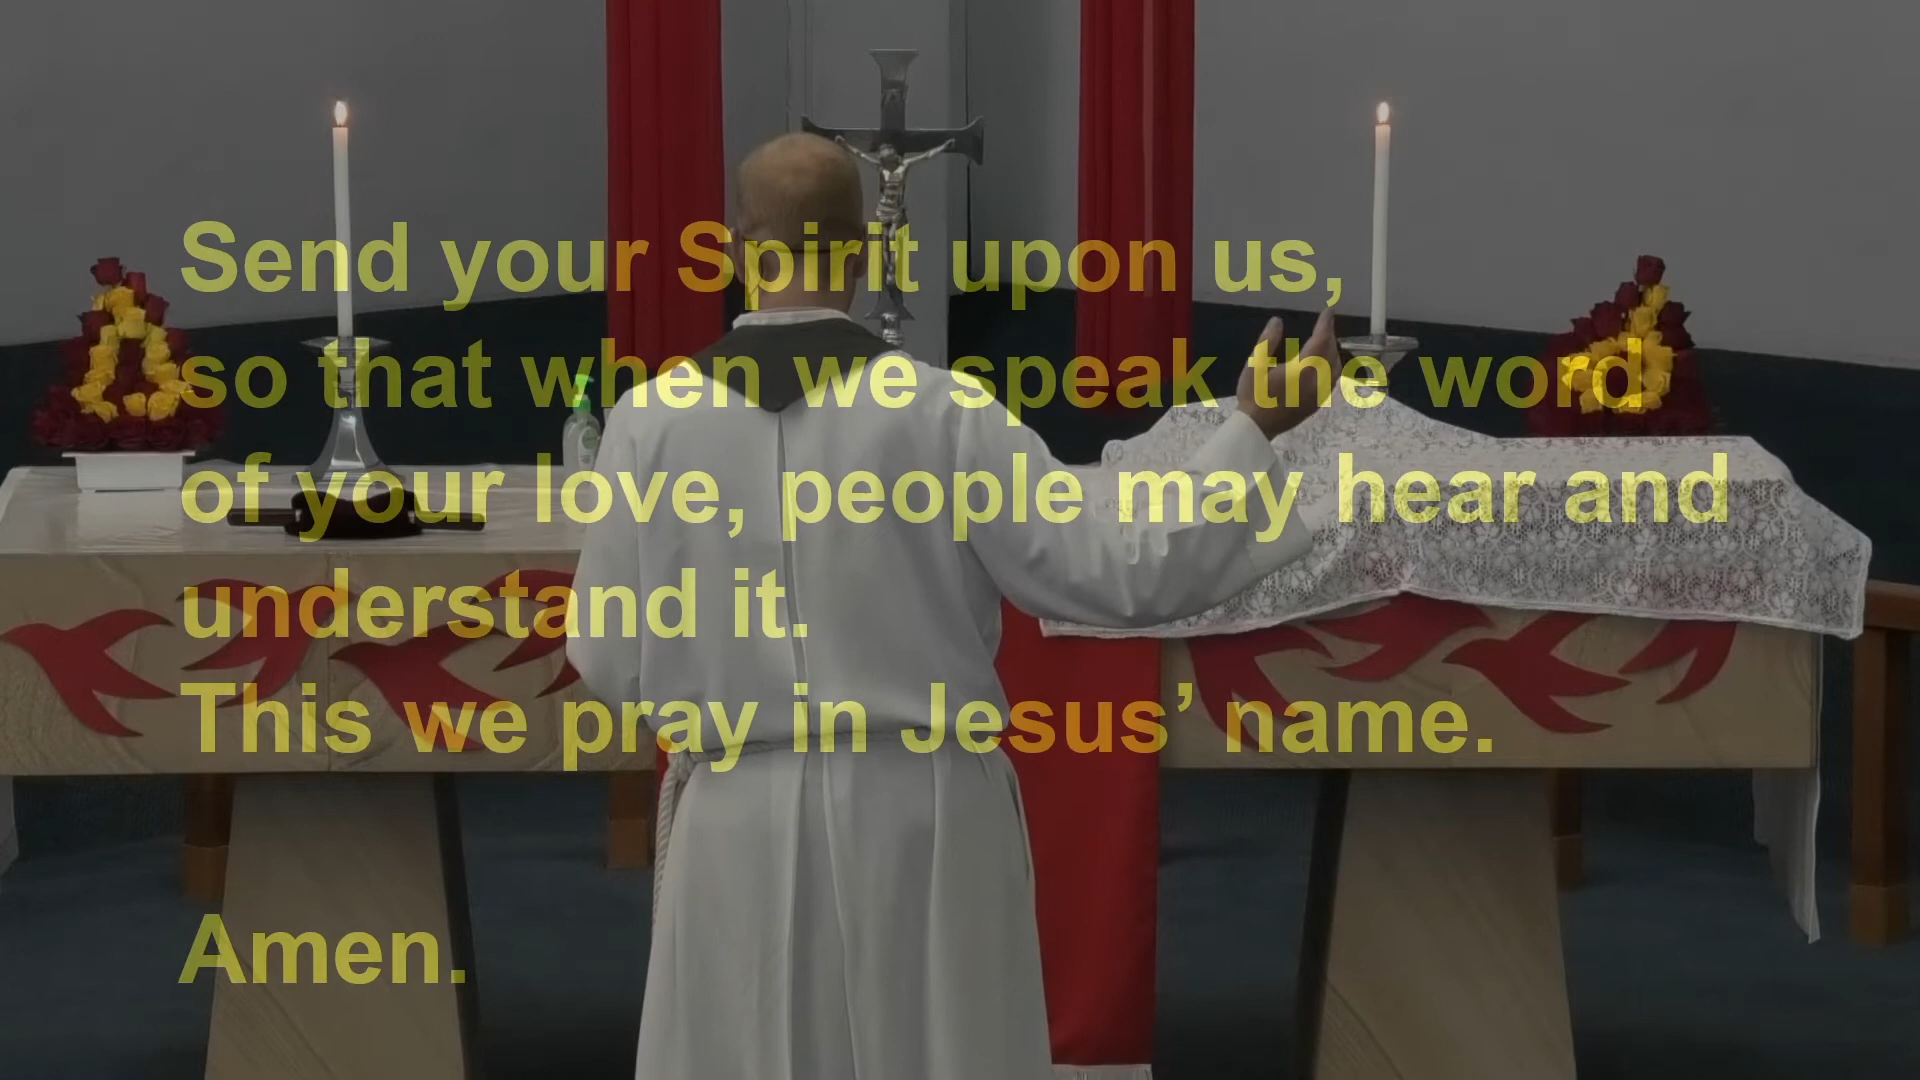 Send your Spirit upon us,
so that when we speak the word
of your love, people may hear and
understand it.
This we pray in Jesus’ name.
Amen.